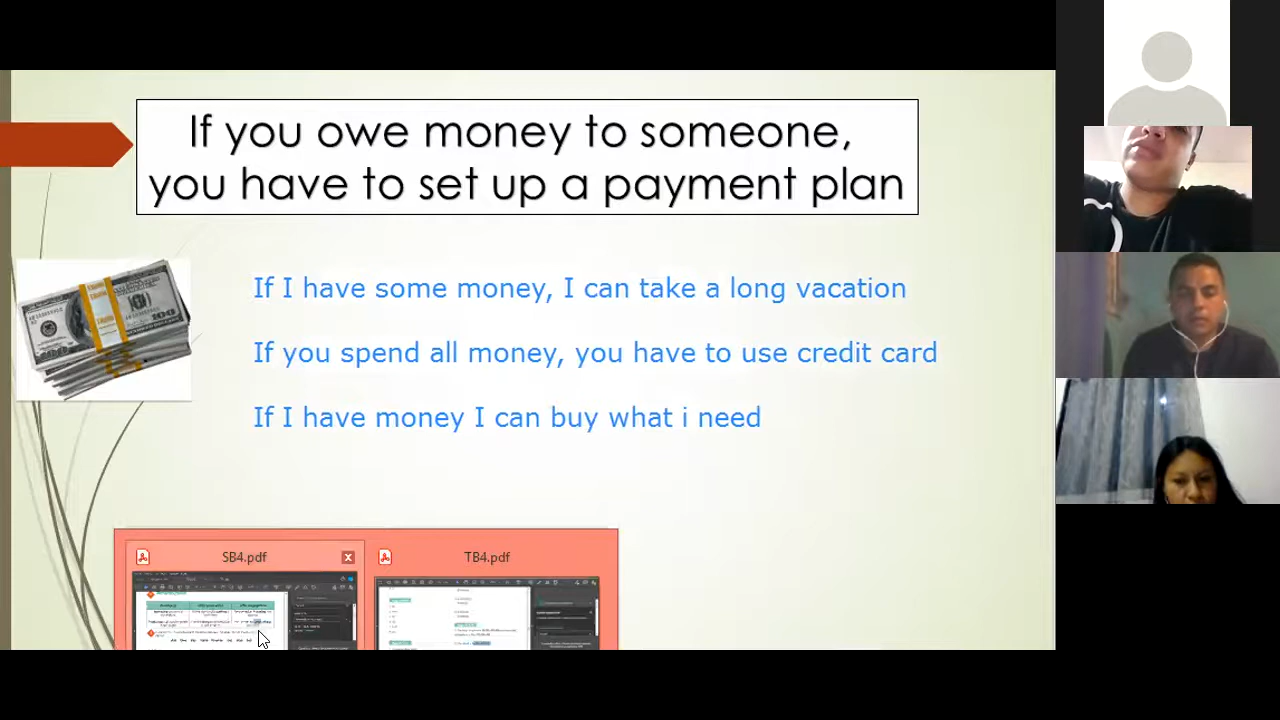 If you owe money to someone,
you have to set up a payment plan
If I have some money, I can take a long vacation
If you spend all money, you have to use credit card
If I have money I can buy what i need
SB4.pdf
TB4.pdf